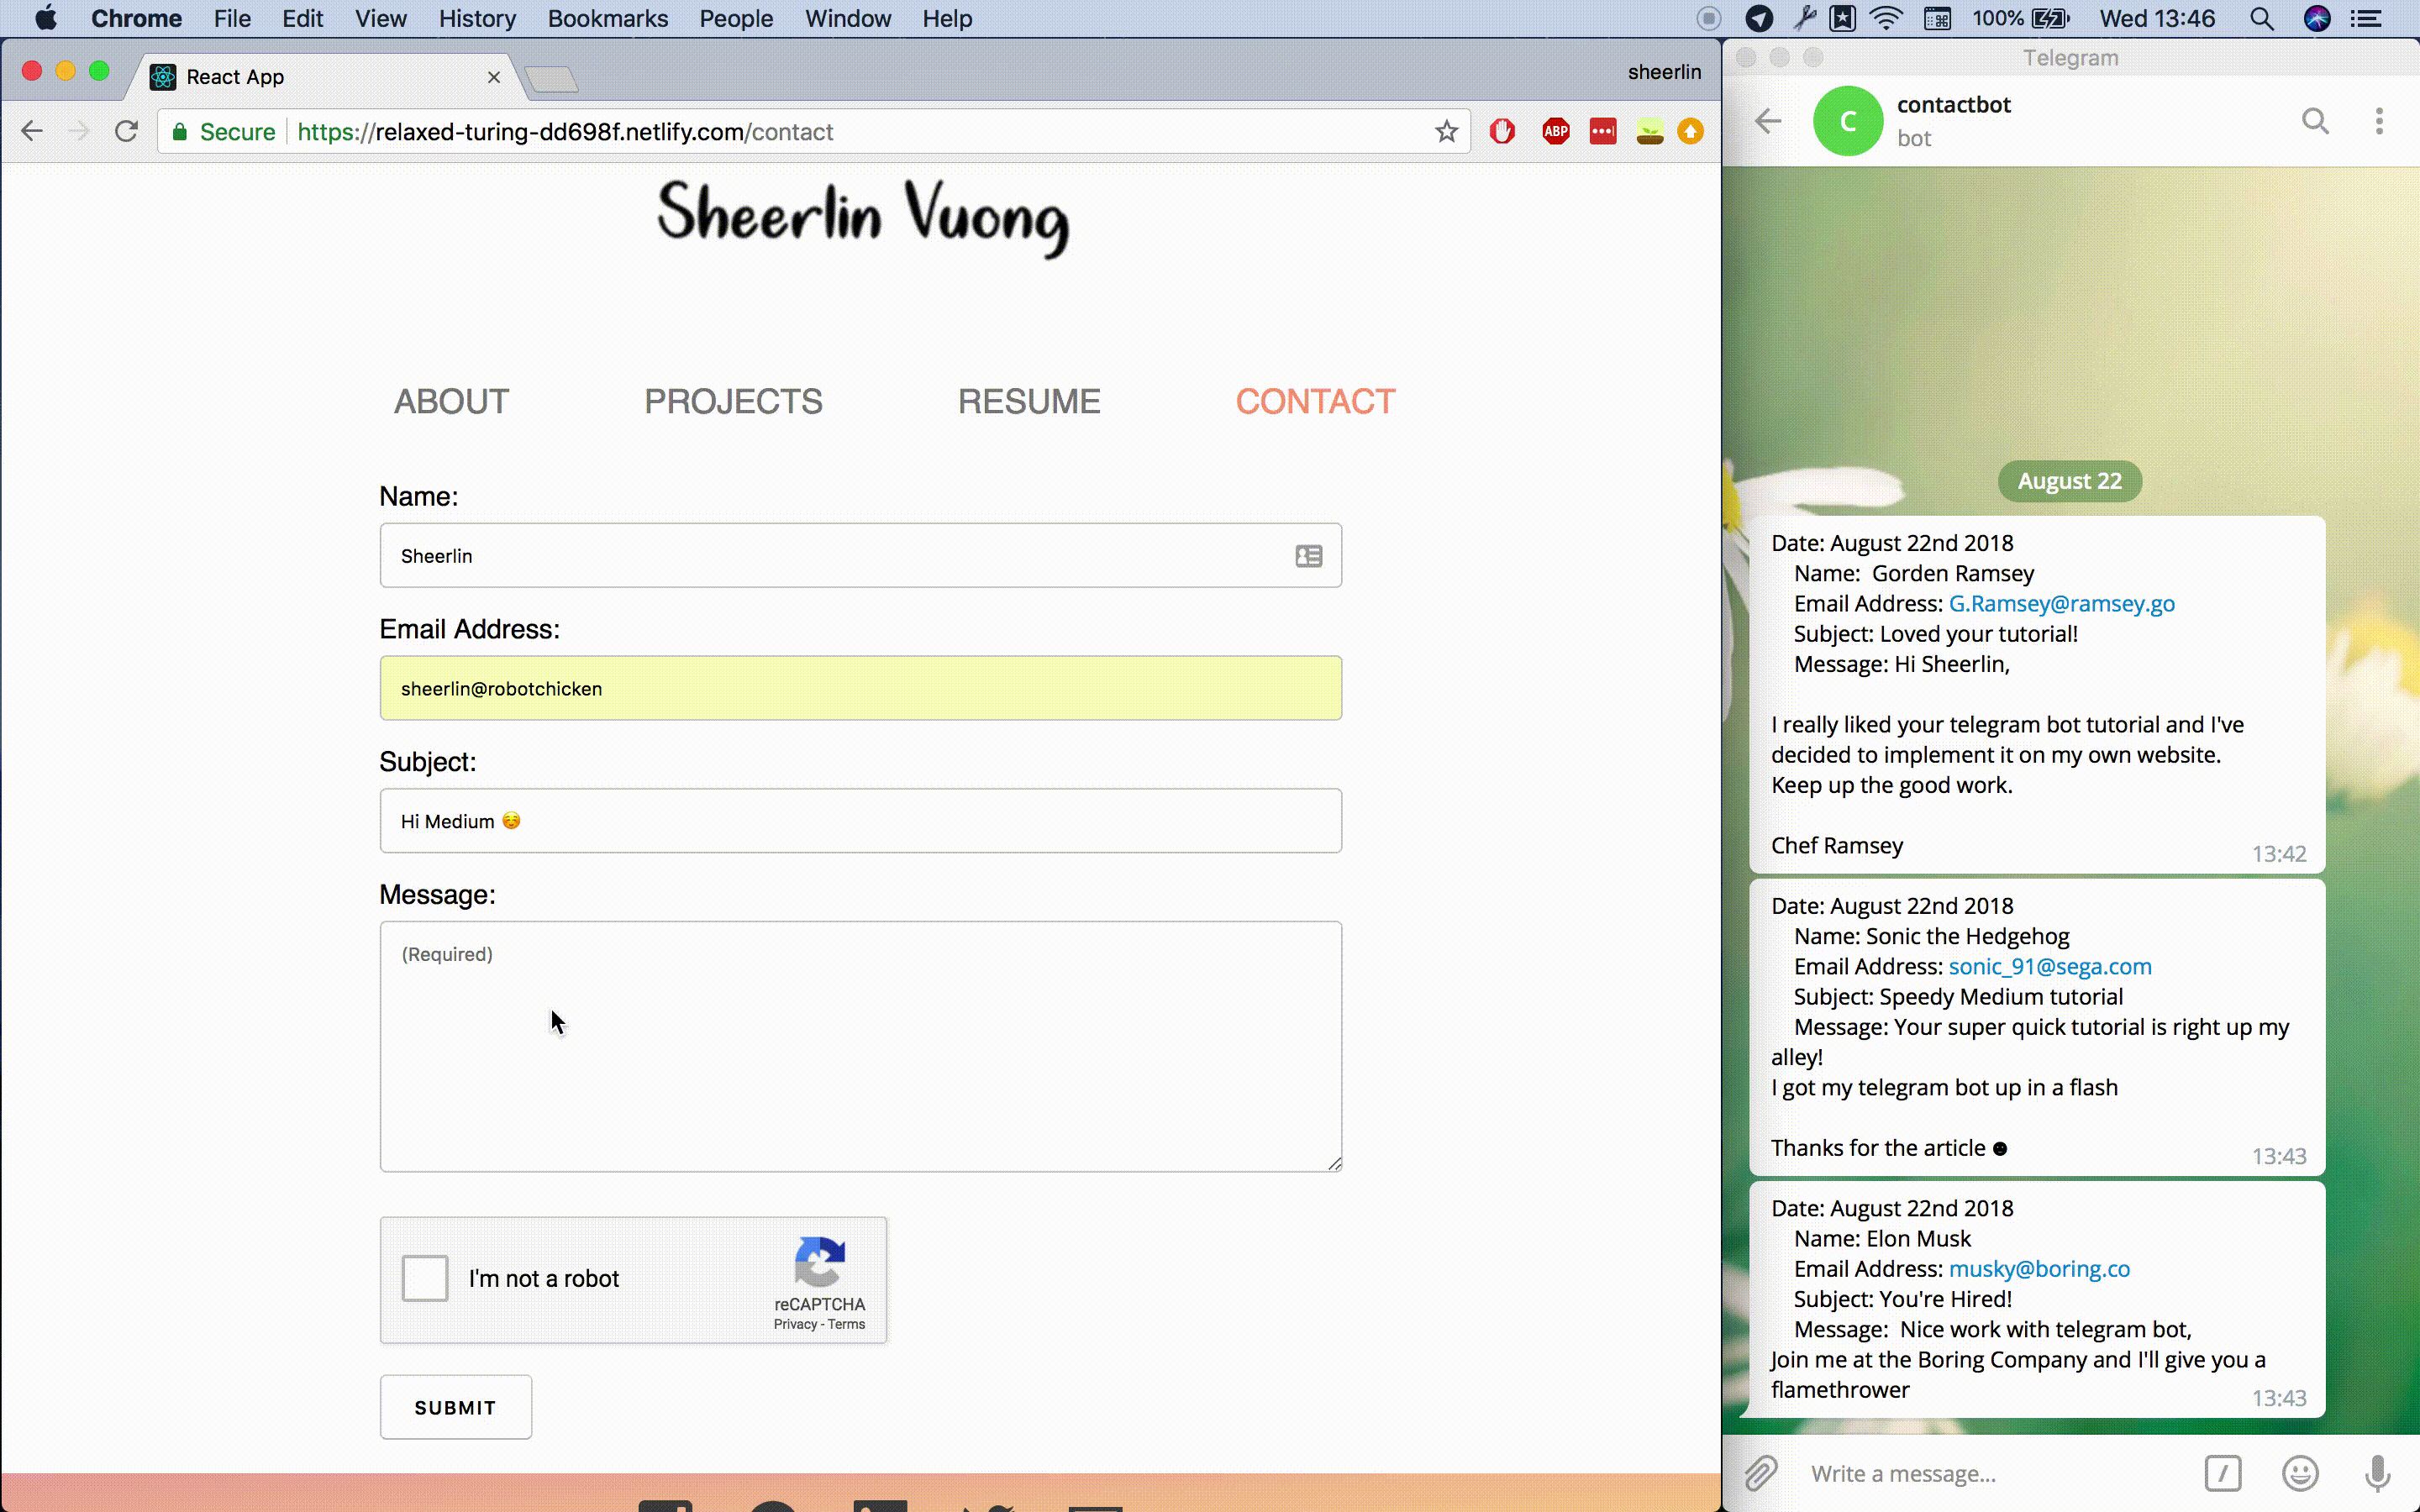 Chrome File Edit View History Bookmarks People Window Help 100% Wed 13:46
React App
sheerlin
Secure https://relaxed-turing-dd698f.netlify.com/contact
ABP
Sheerlin Vuong
ABOUT PROJECTS RESUME CONTACT
Name:
Sheerlin
Email Address:
sheerlin@robotchicken
Subject:
Hi Medium ☺️
Message:
(Required)
I'm not a robot
reCAPTCHA
Privacy - Terms
SUBMIT
Telegram
C
contactbot
bot
August 22
Date: August 22nd 2018
Name:  Gorden Ramsey
Email Address: G.Ramsey@ramsey.go
Subject: Loved your tutorial!
Message: Hi Sheerlin,
I really liked your telegram bot tutorial and I've
decided to implement it on my own website.
Keep up the good work.
Chef Ramsey
13:42
Date: August 22nd 2018
Name: Sonic the Hedgehog
Email Address: sonic_91@sega.com
Subject: Speedy Medium tutorial
Message: Your super quick tutorial is right up my
alley!
I got my telegram bot up in a flash
Thanks for the article ☻
13:43
Date: August 22nd 2018
Name: Elon Musk
Email Address: musky@boring.co
Subject: You're Hired!
Message:  Nice work with telegram bot,
Join me at the Boring Company and I'll give you a
flamethrower
13:43
Write a message...